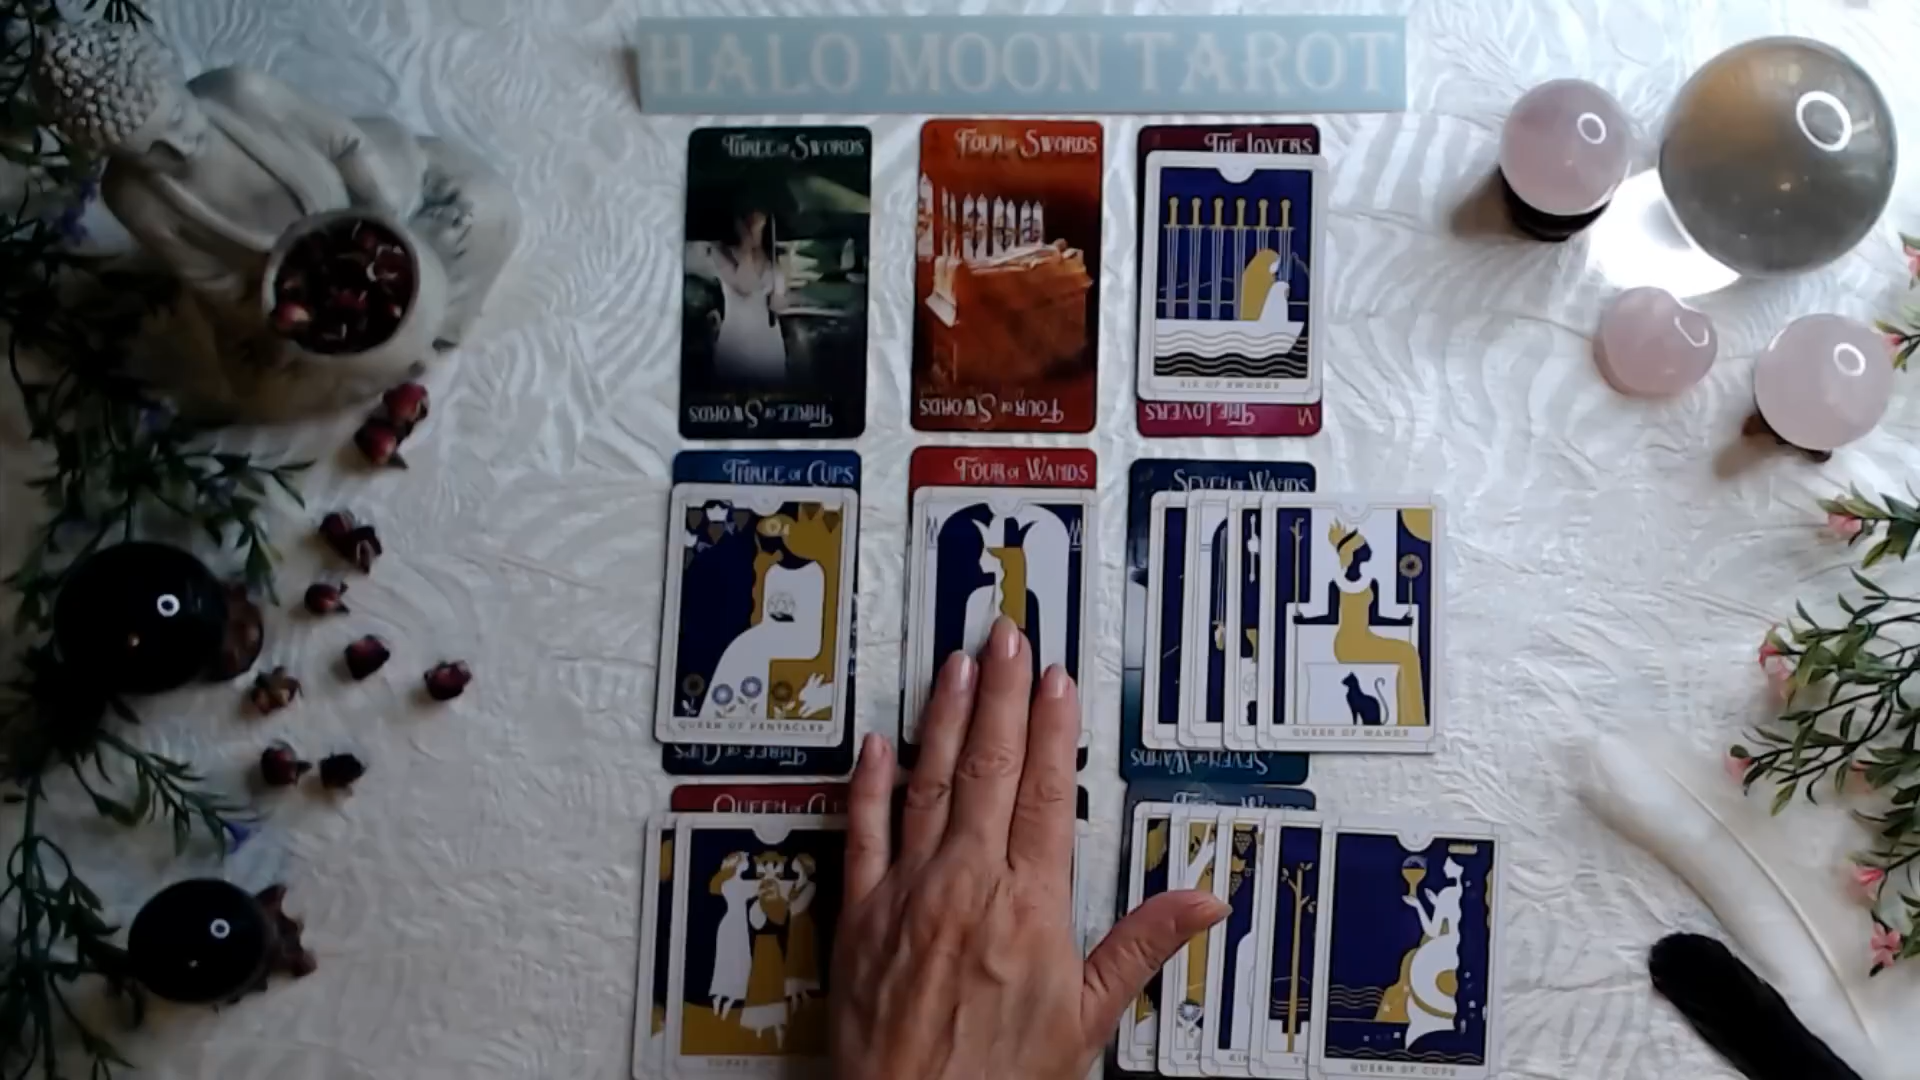 HALO MOON TAROT
THREE OF SWORDS
FOUR OF SWORDS
THE LOVERS
SIX OF SWORDS
THREE OF SWORDS
FOUR OF SWORDS
THE LOVERS
VI
THREE OF CUPS
FOUR OF WANDS
SEVEN OF WANDS
QUEEN OF PENTACLES
QUEEN OF WANDS
THREE OF CUPS
SEVEN OF WANDS
QUEEN OF
QUEEN OF CUPS